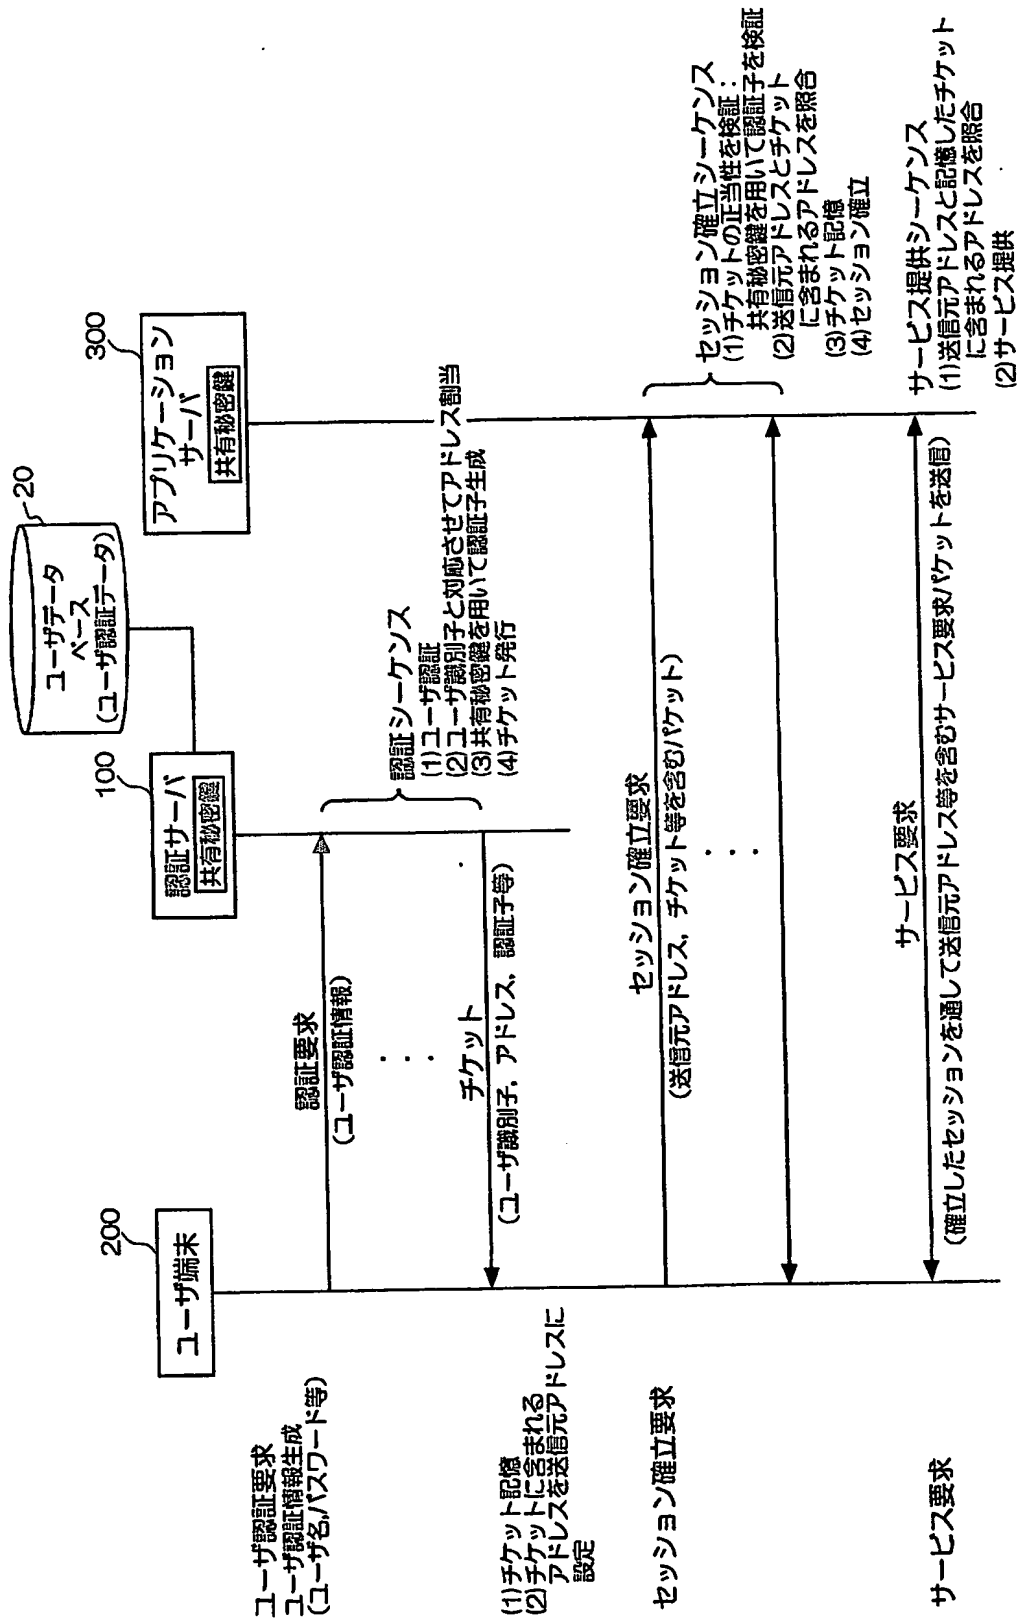 ユーザデータ
ベース
(ユーザ認証データ)
20
200
ユーザ端末
100
認証サーバ
共有秘密鍵
300
アプリケーション
サーバ
共有秘密鍵
ユーザ認証要求
ユーザ認証情報生成
(ユーザ名,パスワード等)
認証要求
(ユーザ認証情報)
認証シーケンス
(1)ユーザ認証
(2)ユーザ識別子と対応させてアドレス割当
(3)共有秘密鍵を用いて認証子生成
(4)チケット発行
チケット
(ユーザ識別子, アドレス, 認証子等)
(1)チケット記憶
(2)チケットに含まれる
アドレスを送信元アドレスに
設定
セッション確立要求
セッション確立要求
(送信元アドレス, チケット等を含むパケット)
セッション確立シーケンス
(1)チケットの正当性を検証:
共有秘密鍵を用いて認証子を検証
(2)送信元アドレスとチケット
に含まれるアドレスを照合
(3)チケット記憶
(4)セッション確立
サービス要求
サービス要求
(確立したセッションを通して送信元アドレス等を含むサービス要求パケットを送信)
サービス提供シーケンス
(1)送信元アドレスと記憶したチケット
に含まれるアドレスを照合
(2)サービス提供